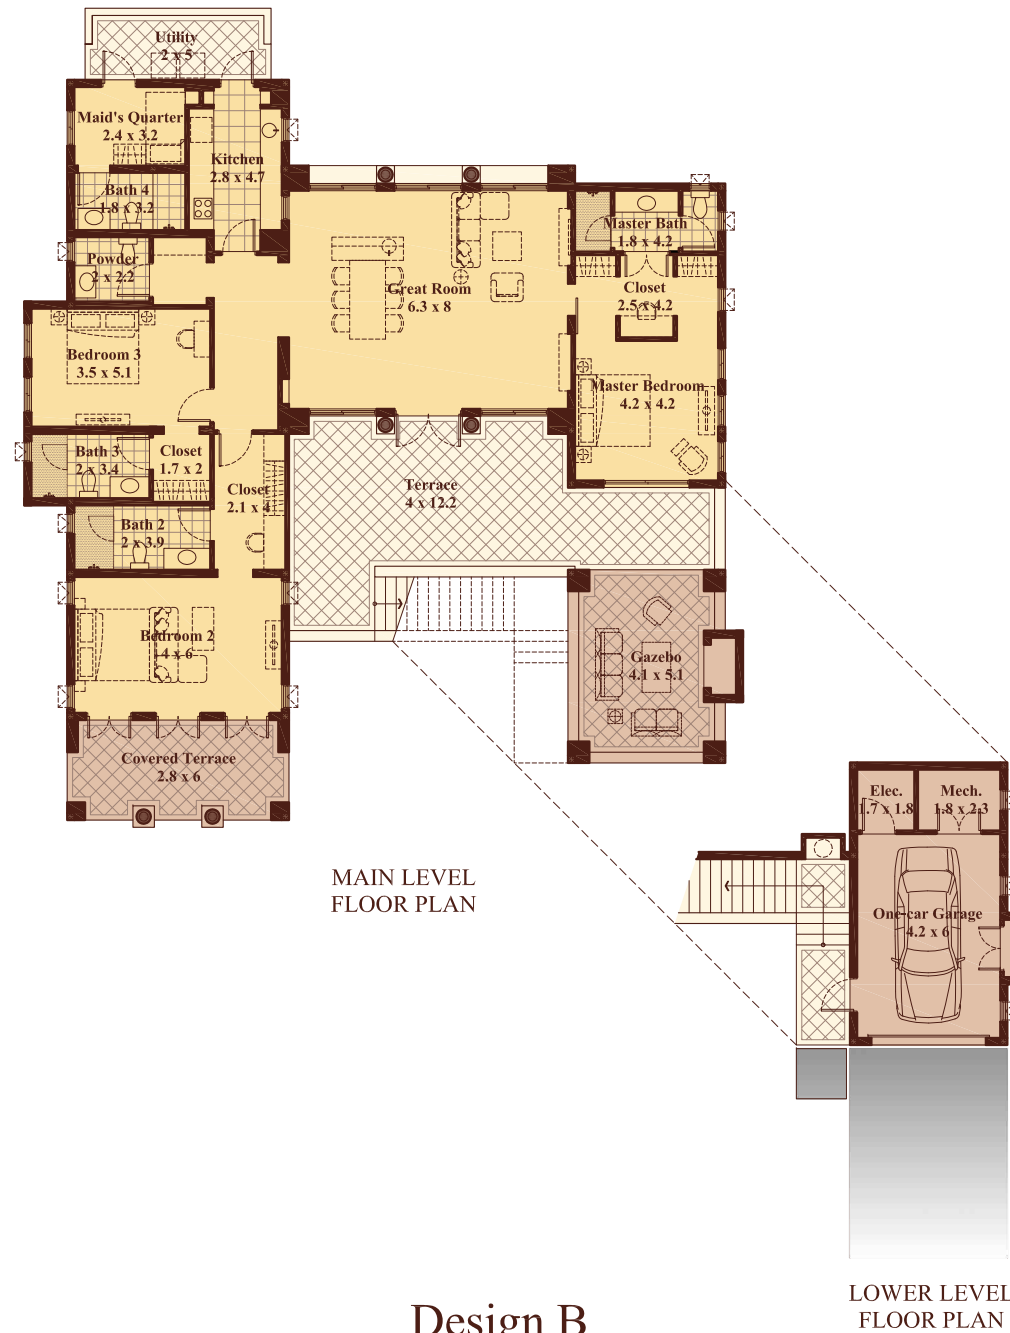 Utility
2 x 5
Maid's Quarter
2.4 x 3.2
Kitchen
2.8 x 4.7
Bath 4
1.8 x 3.2
Master Bath
1.8 x 4.2
Powder
2 x 2.2
Great Room
6.3 x 8
Closet
2.5 x 4.2
Bedroom 3
3.5 x 5.1
Master Bedroom
4.2 x 4.2
Bath 3
2 x 3.4
Closet
1.7 x 2
Closet
2.1 x 4
Terrace
4 x 12.2
Bath 2
2 x 3.9
Bedroom 2
4 x 6
Gazebo
4.1 x 5.1
Covered Terrace
2.8 x 6
Elec.
1.7 x 1.8
Mech.
1.8 x 2.3
One-car Garage
4.2 x 6
MAIN LEVEL
FLOOR PLAN
LOWER LEVEL
FLOOR PLAN
Design B